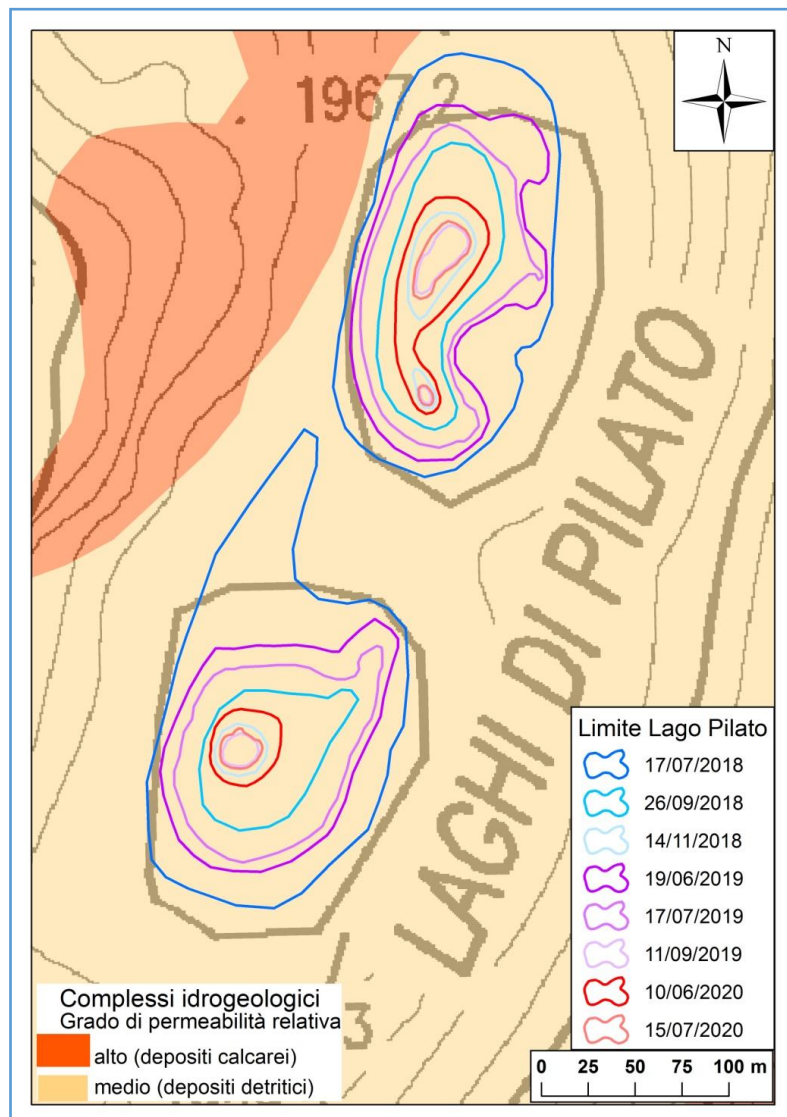 N
1967.2
LAGHI DI PILATO
Limite Lago Pilato
17/07/2018
26/09/2018
14/11/2018
19/06/2019
17/07/2019
11/09/2019
10/06/2020
15/07/2020
Complessi idrogeologici
Grado di permeabilità relativa
alto (depositi calcarei)
medio (depositi detritici)
3
0 25 50 75 100 m